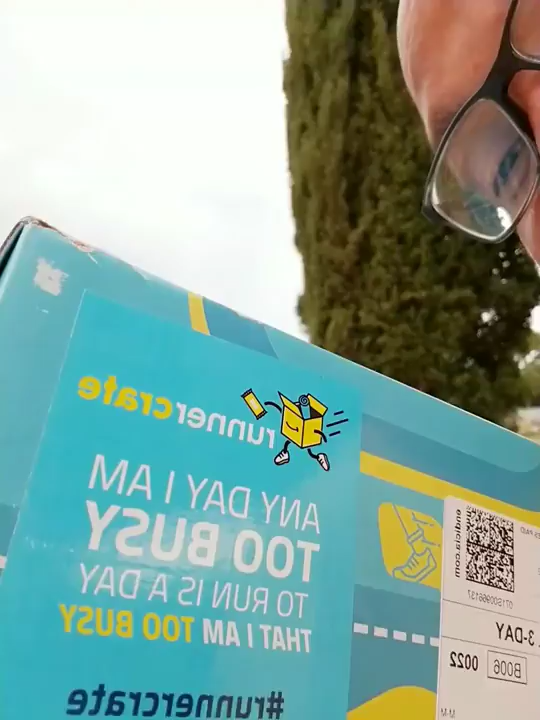 runnercrate
ANY DAY I AM
TOO BUSY
TO RUN IS A DAY
THAT I AM TOO BUSY
#runnercrate
endicia.com
3-DAY
0022
B006